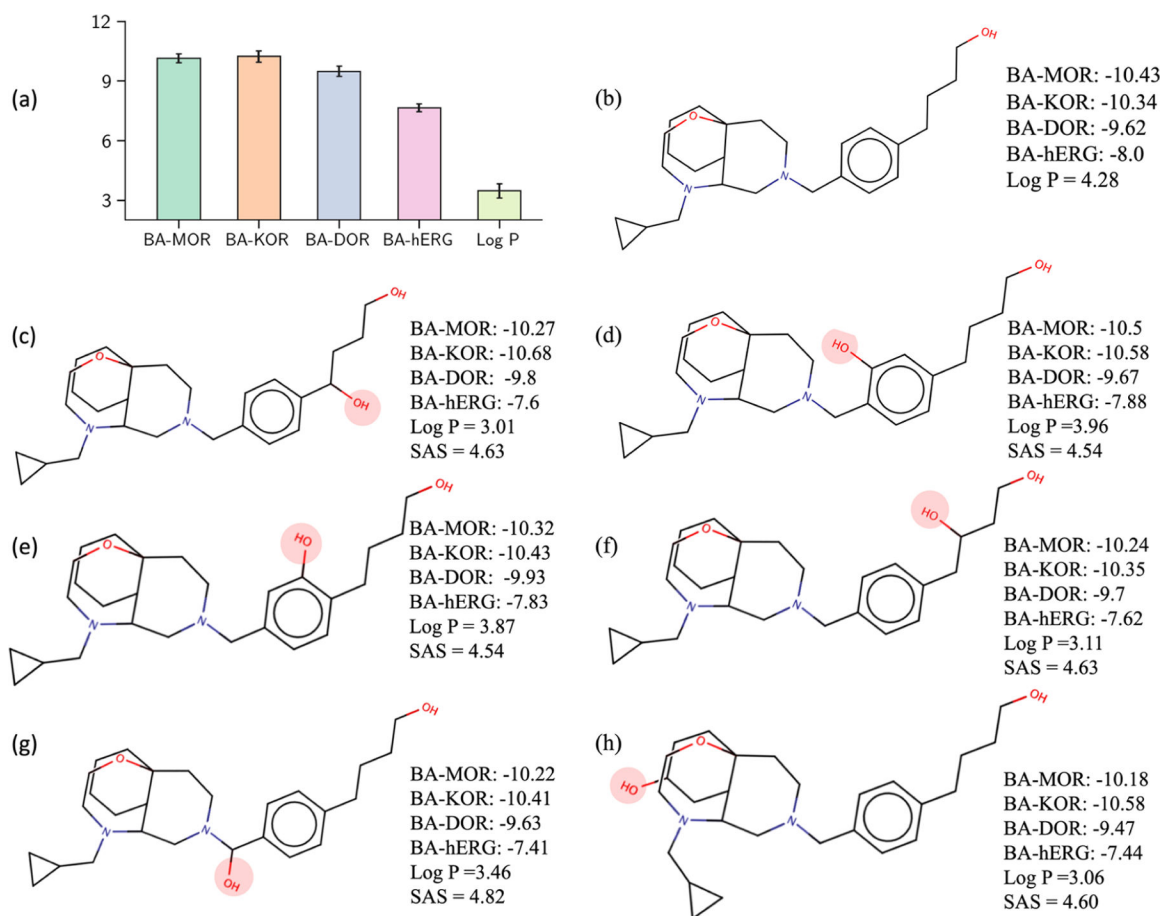 (a)
12
9
6
3
BA-MOR BA-KOR BA-DOR BA-hERG Log P
(b)
OH
O
N
N
BA-MOR: -10.43
BA-KOR: -10.34
BA-DOR: -9.62
BA-hERG: -8.0
Log P = 4.28
(c)
OH
O
OH
N
N
BA-MOR: -10.27
BA-KOR: -10.68
BA-DOR: -9.8
BA-hERG: -7.6
Log P = 3.01
SAS = 4.63
(d)
OH
O
HO
N
N
BA-MOR: -10.5
BA-KOR: -10.58
BA-DOR: -9.67
BA-hERG: -7.88
Log P = 3.96
SAS = 4.54
(e)
OH
HO
O
N
N
BA-MOR: -10.32
BA-KOR: -10.43
BA-DOR: -9.93
BA-hERG: -7.83
Log P = 3.87
SAS = 4.54
(f)
OH
HO
O
N
N
BA-MOR: -10.24
BA-KOR: -10.35
BA-DOR: -9.7
BA-hERG: -7.62
Log P =3.11
SAS = 4.63
(g)
OH
O
N
N
OH
BA-MOR: -10.22
BA-KOR: -10.41
BA-DOR: -9.63
BA-hERG: -7.41
Log P =3.46
SAS = 4.82
(h)
OH
O
HO
N
N
BA-MOR: -10.18
BA-KOR: -10.58
BA-DOR: -9.47
BA-hERG: -7.44
Log P =3.06
SAS = 4.60